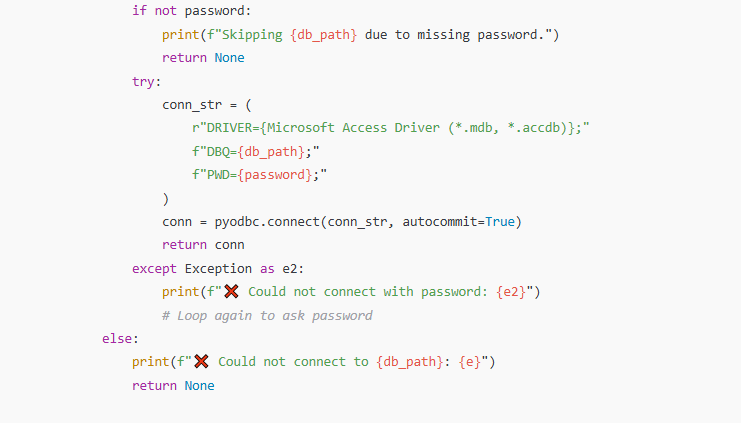 if not password:
print(f"Skipping {db_path} due to missing password.")
return None
try:
conn_str = (
r"DRIVER={Microsoft Access Driver (*.mdb, *.accdb)};"
f"DBQ={db_path};"
f"PWD={password};"
)
conn = pyodbc.connect(conn_str, autocommit=True)
return conn
except Exception as e2:
print(f"❌ Could not connect with password: {e2}")
# Loop again to ask password
else:
print(f"❌ Could not connect to {db_path}: {e}")
return None